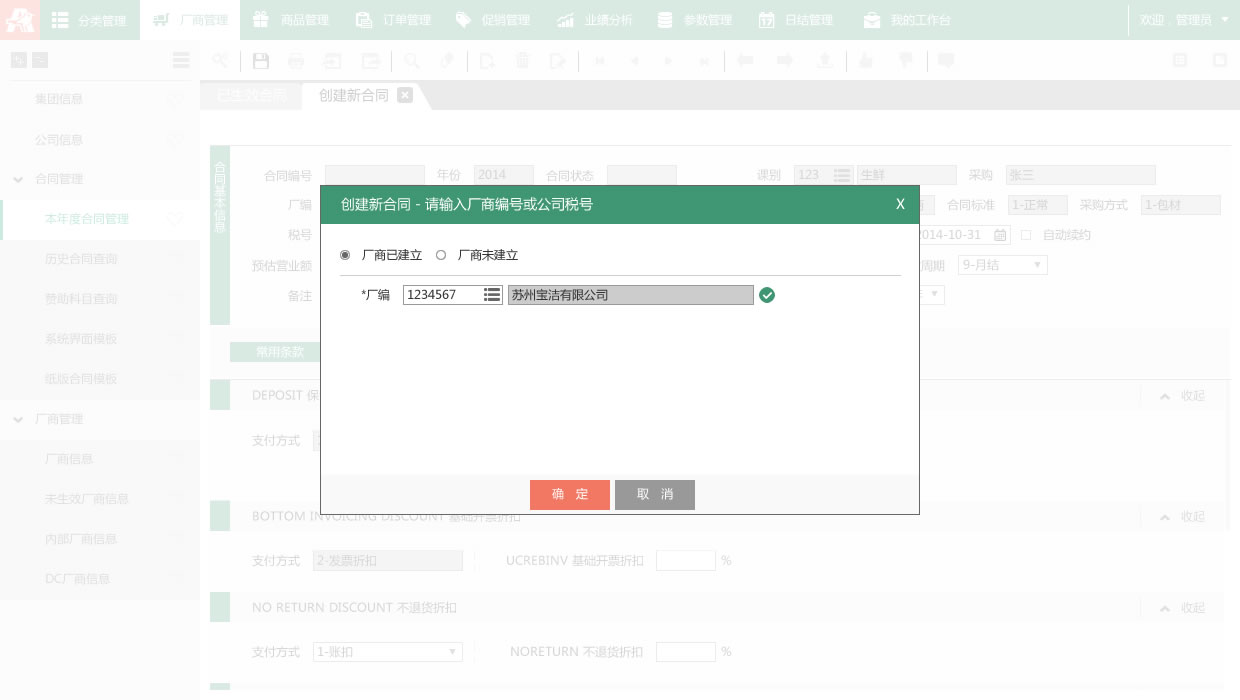 分类管理 厂商管理 商品管理 订单管理 促销管理 业绩分析 参数管理 日结管理 我的工作台 欢迎，管理员
已生效合同 创建新合同
集团信息
公司信息
合同管理
本年度合同管理
历史合同查询
赞助科目查询
系统界面模板
纸版合同模板
厂商管理
厂商信息
未生效厂商信息
内部厂商信息
DC厂商信息
合同基本信息
合同编号 年份 2014 合同状态 课别 123 生鲜 采购 张三
厂编 合同标准 1-正常 采购方式 1-包材
税号 2014-10-31 自动续约
预估营业额 周期 9-月结
备注
创建新合同 - 请输入厂商编号或公司税号 X
厂商已建立 厂商未建立
*厂编 1234567 苏州宝洁有限公司
确 定 取 消
常用条款
DEPOSIT 保 收起
支付方式
BOTTOM INVOICING DISCOUNT 基础开票折扣 收起
支付方式 2-发票折扣 UCREBINV 基础开票折扣 %
NO RETURN DISCOUNT 不退货折扣 收起
支付方式 1-账扣 NORETURN 不退货折扣 %